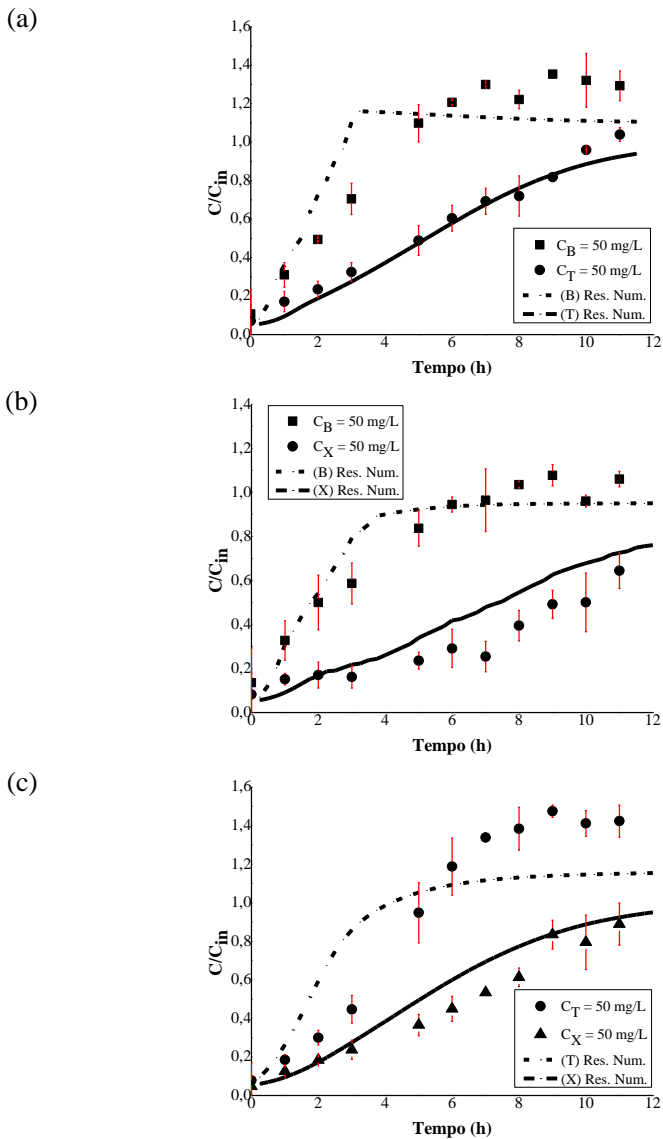 (a)
1,6
1,4
1,2
1,0
0,8
0,6
0,4
0,2
0,0
C/C_in
2 4 6 8 10 12
Tempo (h)
C_B = 50 mg/L
C_T = 50 mg/L
(B) Res. Num.
(T) Res. Num.
(b)
1,4
1,2
1,0
0,8
0,6
0,4
0,2
0,0
C/C_in
0 2 4 6 8 10 12
Tempo (h)
C_B = 50 mg/L
C_X = 50 mg/L
(B) Res. Num.
(X) Res. Num.
(c)
1,6
1,4
1,2
1,0
0,8
0,6
0,4
0,2
0,0
C/C_in
0 2 4 6 8 10 12
Tempo (h)
C_T = 50 mg/L
C_X = 50 mg/L
(T) Res. Num.
(X) Res. Num.